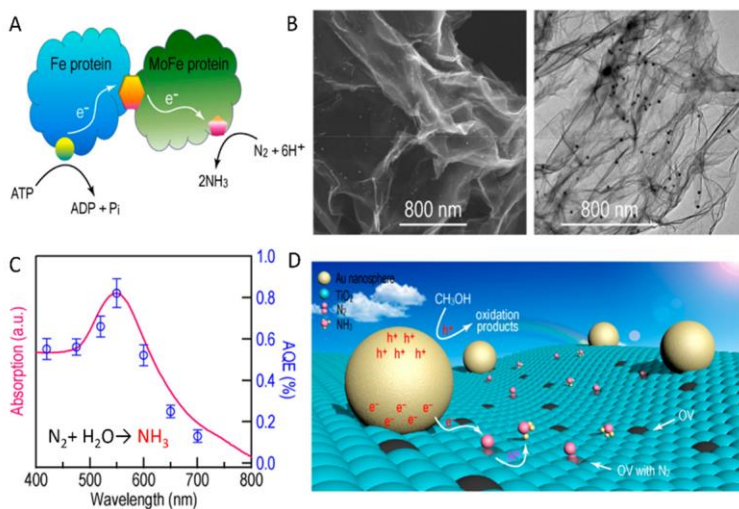 A
Fe protein
MoFe protein
e⁻
e⁻
N₂ + 6H⁺
2NH₃
ATP
ADP + Pᵢ
B
800 nm
800 nm
C
Absorption (a.u.)
AQE (%)
1.0
0.8
0.6
0.4
0.2
0.0
N₂ + H₂O → NH₃
400 500 600 700 800
Wavelength (nm)
D
Au nanosphere
TiO₂
N₂
NH₃
CH₃OH
h⁺
oxidation
products
h⁺ h⁺
h⁺ h⁺ h⁺
e⁻ e⁻ e⁻
e⁻ e⁻
e⁻
OV
OV with N₂